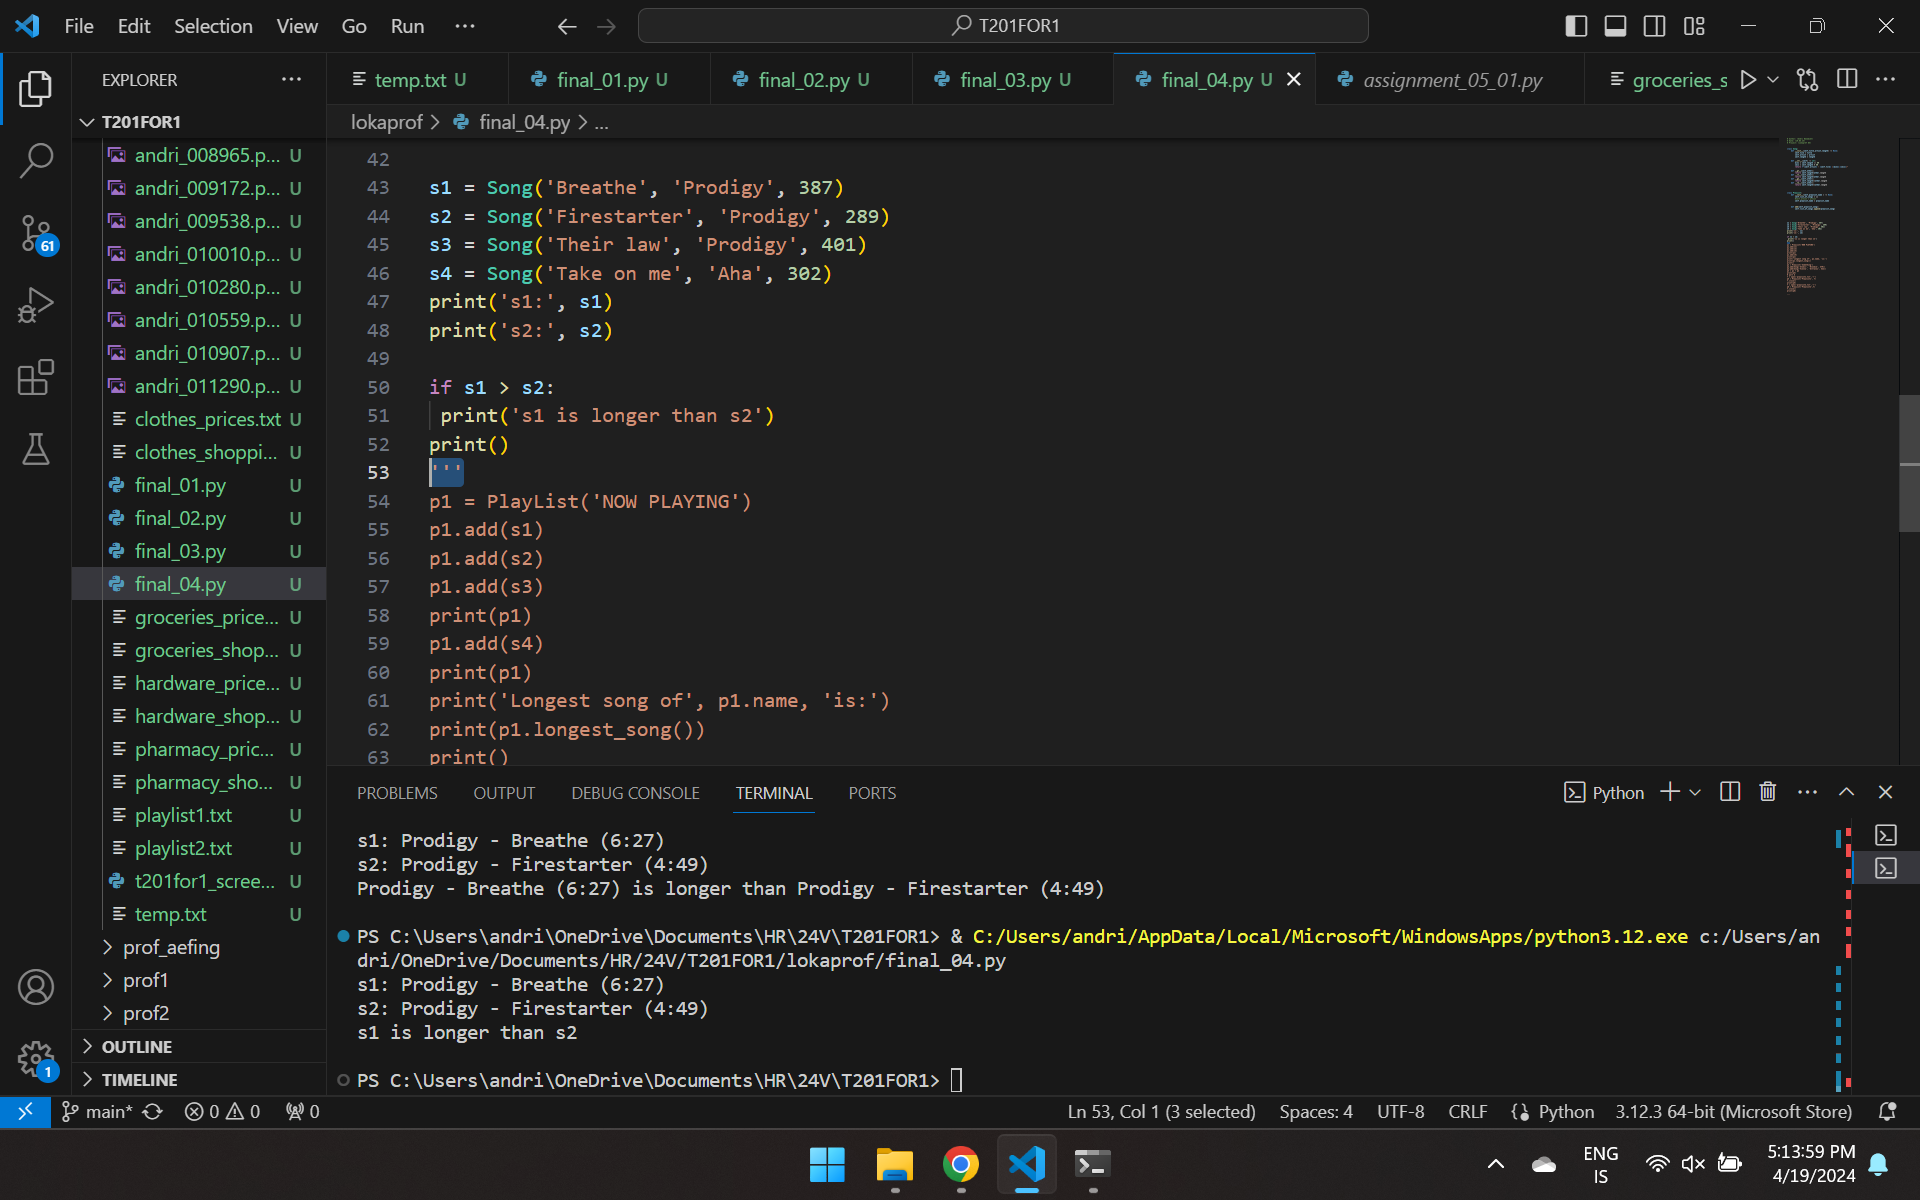 File Edit Selection View Go Run ···
T201FOR1
EXPLORER ···
T201FOR1
andri_008965.p... U
andri_009172.p... U
andri_009538.p... U
andri_010010.p... U
andri_010280.p... U
andri_010559.p... U
andri_010907.p... U
andri_011290.p... U
clothes_prices.txt U
clothes_shoppi... U
final_01.py U
final_02.py U
final_03.py U
final_04.py U
groceries_price... U
groceries_shop... U
hardware_price... U
hardware_shop... U
pharmacy_pric... U
pharmacy_sho... U
playlist1.txt U
playlist2.txt U
t201for1_scree... U
temp.txt U
prof_aefing
prof1
prof2
OUTLINE
TIMELINE
61
1
temp.txt U final_01.py U final_02.py U final_03.py U final_04.py U assignment_05_01.py groceries_s
lokaprof > final_04.py > ...
42
43 s1 = Song('Breathe', 'Prodigy', 387)
44 s2 = Song('Firestarter', 'Prodigy', 289)
45 s3 = Song('Their law', 'Prodigy', 401)
46 s4 = Song('Take on me', 'Aha', 302)
47 print('s1:', s1)
48 print('s2:', s2)
49
50 if s1 > s2:
51 print('s1 is longer than s2')
52 print()
53 '''
54 p1 = PlayList('NOW PLAYING')
55 p1.add(s1)
56 p1.add(s2)
57 p1.add(s3)
58 print(p1)
59 p1.add(s4)
60 print(p1)
61 print('Longest song of', p1.name, 'is:')
62 print(p1.longest_song())
63 print()
PROBLEMS OUTPUT DEBUG CONSOLE TERMINAL PORTS
Python
s1: Prodigy - Breathe (6:27)
s2: Prodigy - Firestarter (4:49)
Prodigy - Breathe (6:27) is longer than Prodigy - Firestarter (4:49)
PS C:\Users\andri\OneDrive\Documents\HR\24V\T201FOR1> & C:/Users/andri/AppData/Local/Microsoft/WindowsApps/python3.12.exe c:/Users/an
dri/OneDrive/Documents/HR/24V/T201FOR1/lokaprof/final_04.py
s1: Prodigy - Breathe (6:27)
s2: Prodigy - Firestarter (4:49)
s1 is longer than s2
PS C:\Users\andri\OneDrive\Documents\HR\24V\T201FOR1>
main* 0 0 0
Ln 53, Col 1 (3 selected) Spaces: 4 UTF-8 CRLF Python 3.12.3 64-bit (Microsoft Store)
ENG
IS
5:13:59 PM
4/19/2024